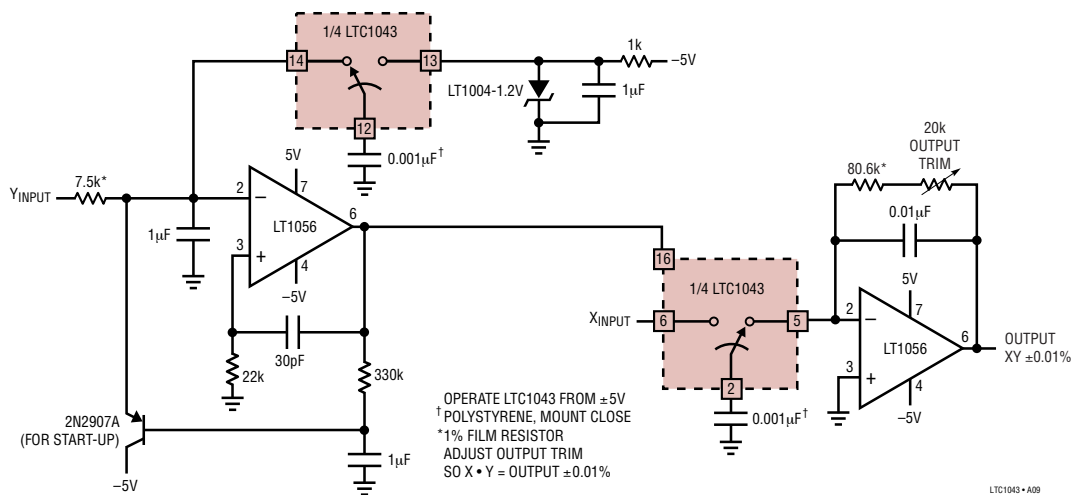 1/4 LTC1043
14
13
12
1k
–5V
LT1004-1.2V
1µF
0.001µF†
YINPUT
7.5k*
1µF
5V
2
7
–
LT1056
6
3
+
4
–5V
30pF
22k
330k
2N2907A
(FOR START-UP)
–5V
1µF
16
1/4 LTC1043
XINPUT
6
5
2
0.001µF†
20k
OUTPUT
TRIM
80.6k*
0.01µF
5V
2
7
–
LT1056
6
3
+
4
–5V
OUTPUT
XY ±0.01%
OPERATE LTC1043 FROM ±5V
†POLYSTYRENE, MOUNT CLOSE
*1% FILM RESISTOR
ADJUST OUTPUT TRIM
SO X • Y = OUTPUT ±0.01%
LTC1043 • A09